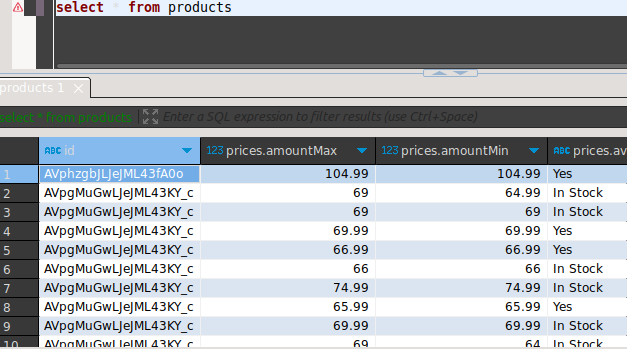 select * from products
products 1
select * from products Enter a SQL expression to filter results (use Ctrl+Space)
ABC id 123 prices.amountMax 123 prices.amountMin ABC prices.av
1 AVphzgbJLJeJML43fA0o 104.99 104.99 Yes
2 AVpgMuGwLJeJML43KY_c 69 64.99 In Stock
3 AVpgMuGwLJeJML43KY_c 69 69 In Stock
4 AVpgMuGwLJeJML43KY_c 69.99 69.99 Yes
5 AVpgMuGwLJeJML43KY_c 66.99 66.99 Yes
6 AVpgMuGwLJeJML43KY_c 66 66 In Stock
7 AVpgMuGwLJeJML43KY_c 74.99 74.99 In Stock
8 AVpgMuGwLJeJML43KY_c 65.99 65.99 Yes
9 AVpgMuGwLJeJML43KY_c 69.99 69.99 In Stock
10 AVpgMuGwLJeJML43KY_c 69 64 In Stock